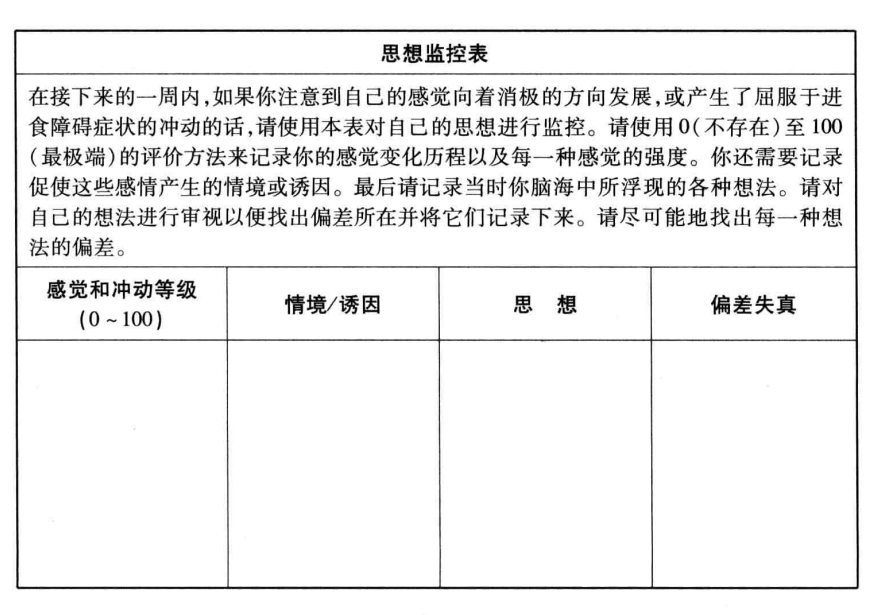 思想监控表
在接下来的一周内,如果你注意到自己的感觉向着消极的方向发展,或产生了屈服于进
食障碍症状的冲动的话,请使用本表对自己的思想进行监控。请使用 0(不存在)至 100
(最极端)的评价方法来记录你的感觉变化历程以及每一种感觉的强度。你还需要记录
促使这些感情产生的情境或诱因。最后请记录当时你脑海中所浮现的各种想法。请对
自己的想法进行审视以便找出偏差所在并将它们记录下来。请尽可能地找出每一种想
法的偏差。
感觉和冲动等级
(0~100)
情境/诱因
思 想
偏差失真